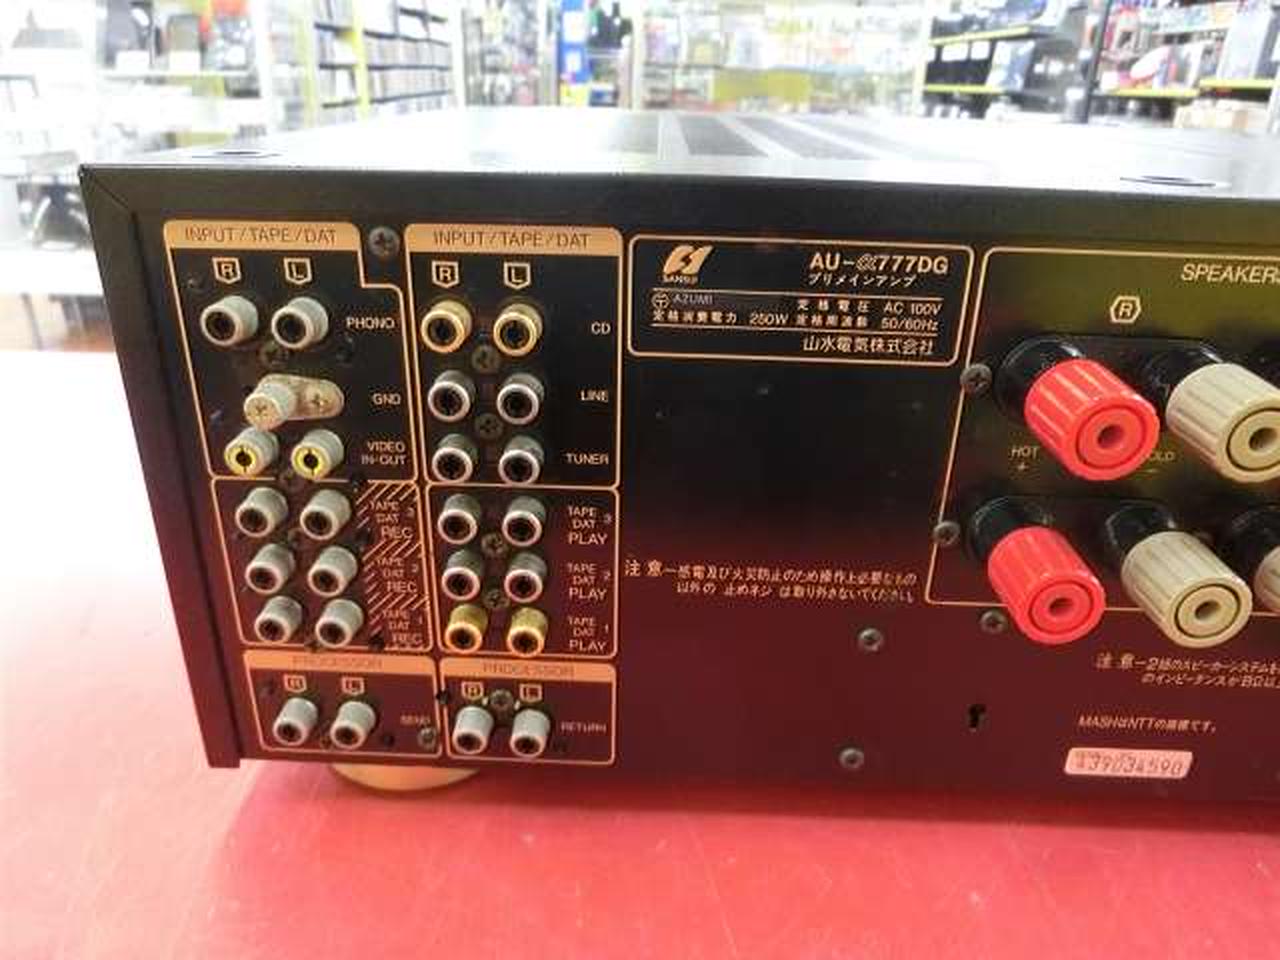 INPUT/TAPE/DAT
R L
PHONO
GND
VIDEO
IN-OUT
TAPE 3
DAT
REC
TAPE 2
DAT
REC
TAPE 1
DAT
REC
PROCESSOR
R L
SEND
INPUT/TAPE/DAT
R L
CD
LINE
TUNER
TAPE 3
DAT
PLAY
TAPE 2
DAT
PLAY
TAPE 1
DAT
PLAY
PROCESSOR
R L
RETURN
SANSUI
AU-α777DG
プリメインアンプ
〒 AZUMI 定格電圧 AC 100V
定格消費電力 250W 定格周波数 50/60Hz
山水電気株式会社
SPEAKERS
R
HOT
+
注意−感電及び火災防止のため操作上必要なもの
以外の 止めネジ は取り外さないでください。
注意−2組のスピーカーシステムを
のインピーダンスが8Ω以上
MASHはNTTの商標です。
139034590